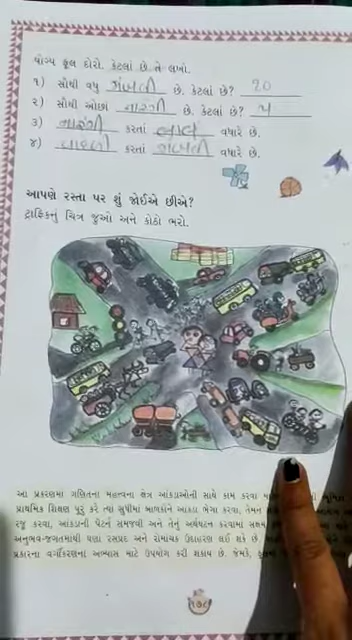 યોગ્ય ફૂલ દોરો. કેટલાં છે તે લખો.
૧) સૌથી વધુ ગુલાબી છે. કેટલાં છે? 20
૨) સૌથી ઓછાં નારંગી છે. કેટલાં છે? ૫
૩) નારંગી કરતાં લાલ વધારે છે.
૪) કરતાં ગુલાબી વધારે છે.
આપણે રસ્તા પર શું જોઈએ છીએ?
ટ્રાફિકનું ચિત્ર જુઓ અને કોઠો ભરો.
આ પ્રકરણમાં ગણિતના મહત્ત્વના ક્ષેત્ર આંકડાઓની સાથે કામ કરવા
પ્રાથમિક શિક્ષણ પૂરું કરે ત્યાં સુધીમાં બાળકોને આંકડા ભેગા કરવા, તેમને
રજૂ કરવા, આંકડાની પેટર્ન સમજવી અને તેનું અર્થઘટન કરવામાં સક્ષમ
અનુભવ-જગતમાંથી ઘણા રસપ્રદ અને રોમાંચક ઉદાહરણ લઈ શકે છે.
પ્રકારના વર્ગીકરણના અભ્યાસ માટે ઉપયોગ કરી શકાય છે. જેમકે,